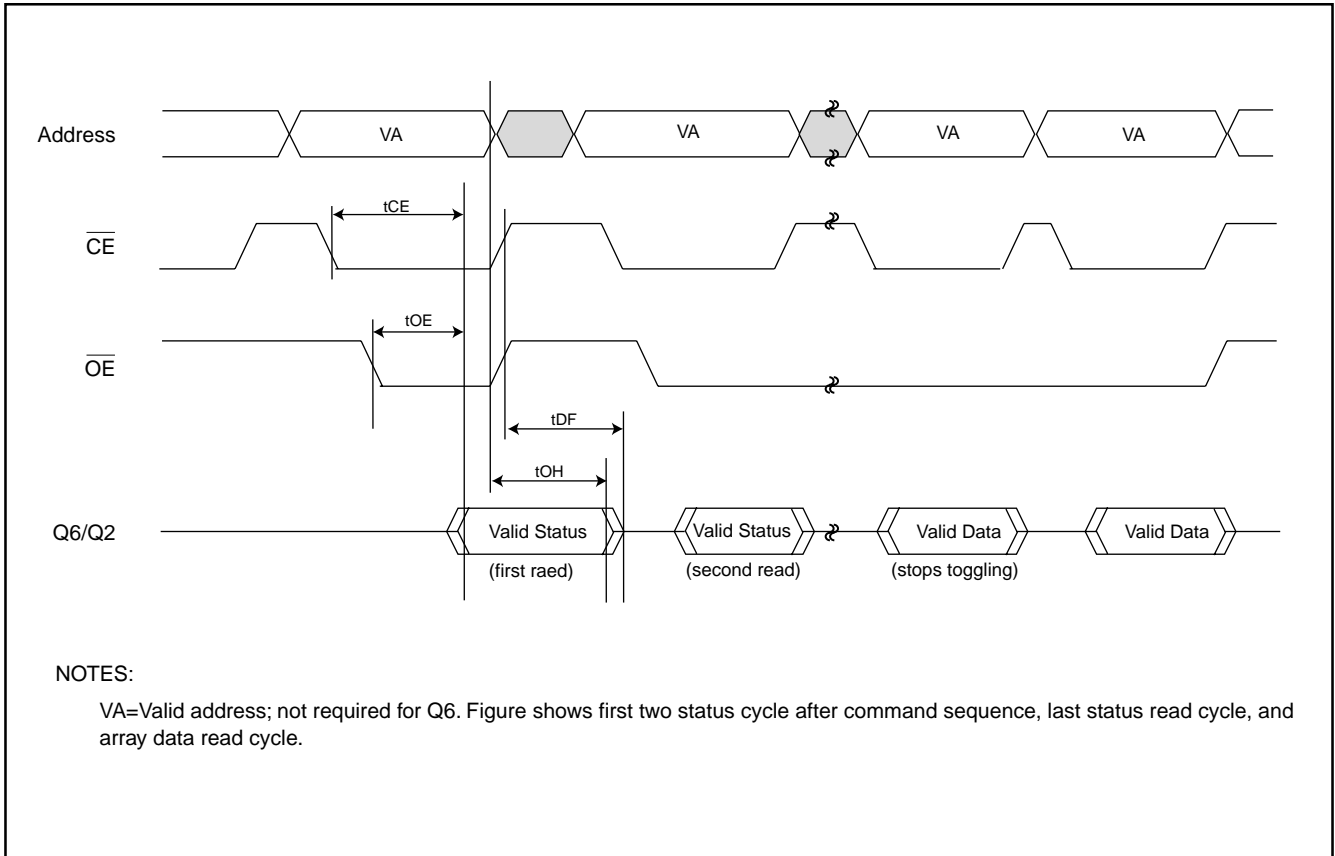 Address
VA
VA
VA
VA
tCE
CE
tOE
OE
tDF
tOH
Q6/Q2
Valid Status
Valid Status
Valid Data
Valid Data
(first raed)
(second read)
(stops toggling)
NOTES:
VA=Valid address; not required for Q6. Figure shows first two status cycle after command sequence, last status read cycle, and
array data read cycle.